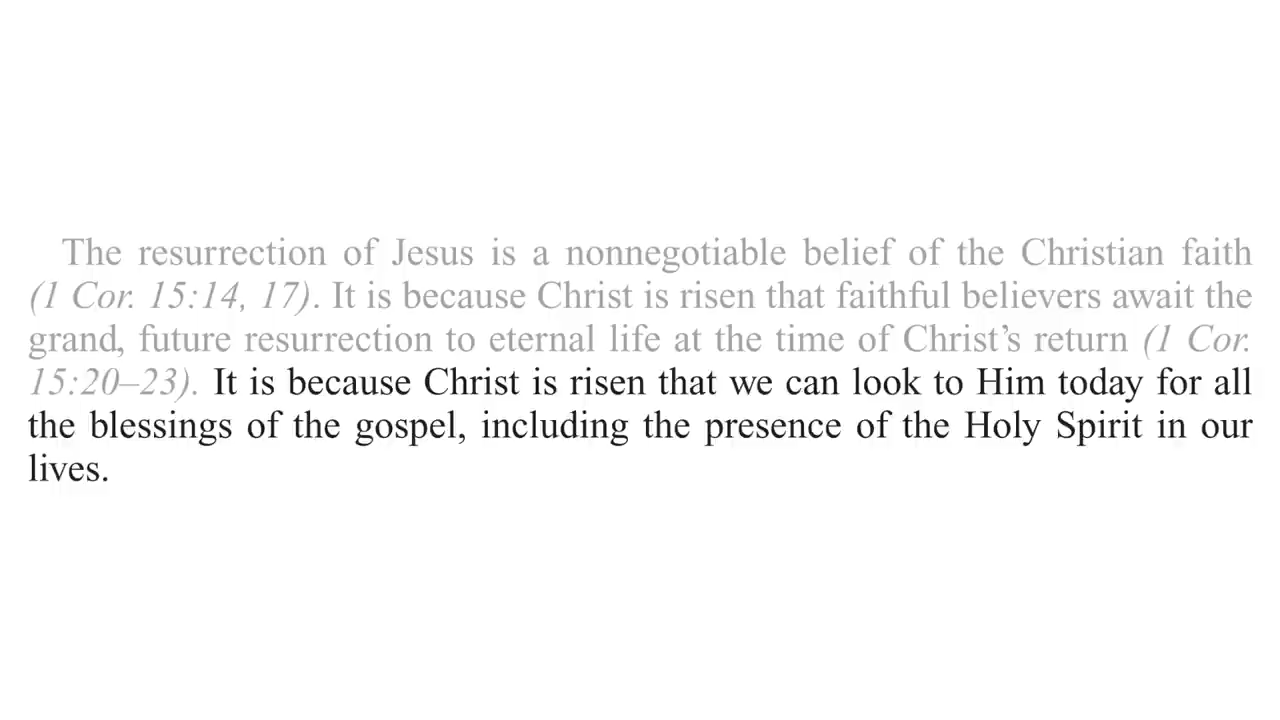 The resurrection of Jesus is a nonnegotiable belief of the Christian faith
(1 Cor. 15:14, 17). It is because Christ is risen that faithful believers await the
grand, future resurrection to eternal life at the time of Christ’s return (1 Cor.
15:20–23). It is because Christ is risen that we can look to Him today for all
the blessings of the gospel, including the presence of the Holy Spirit in our
lives.